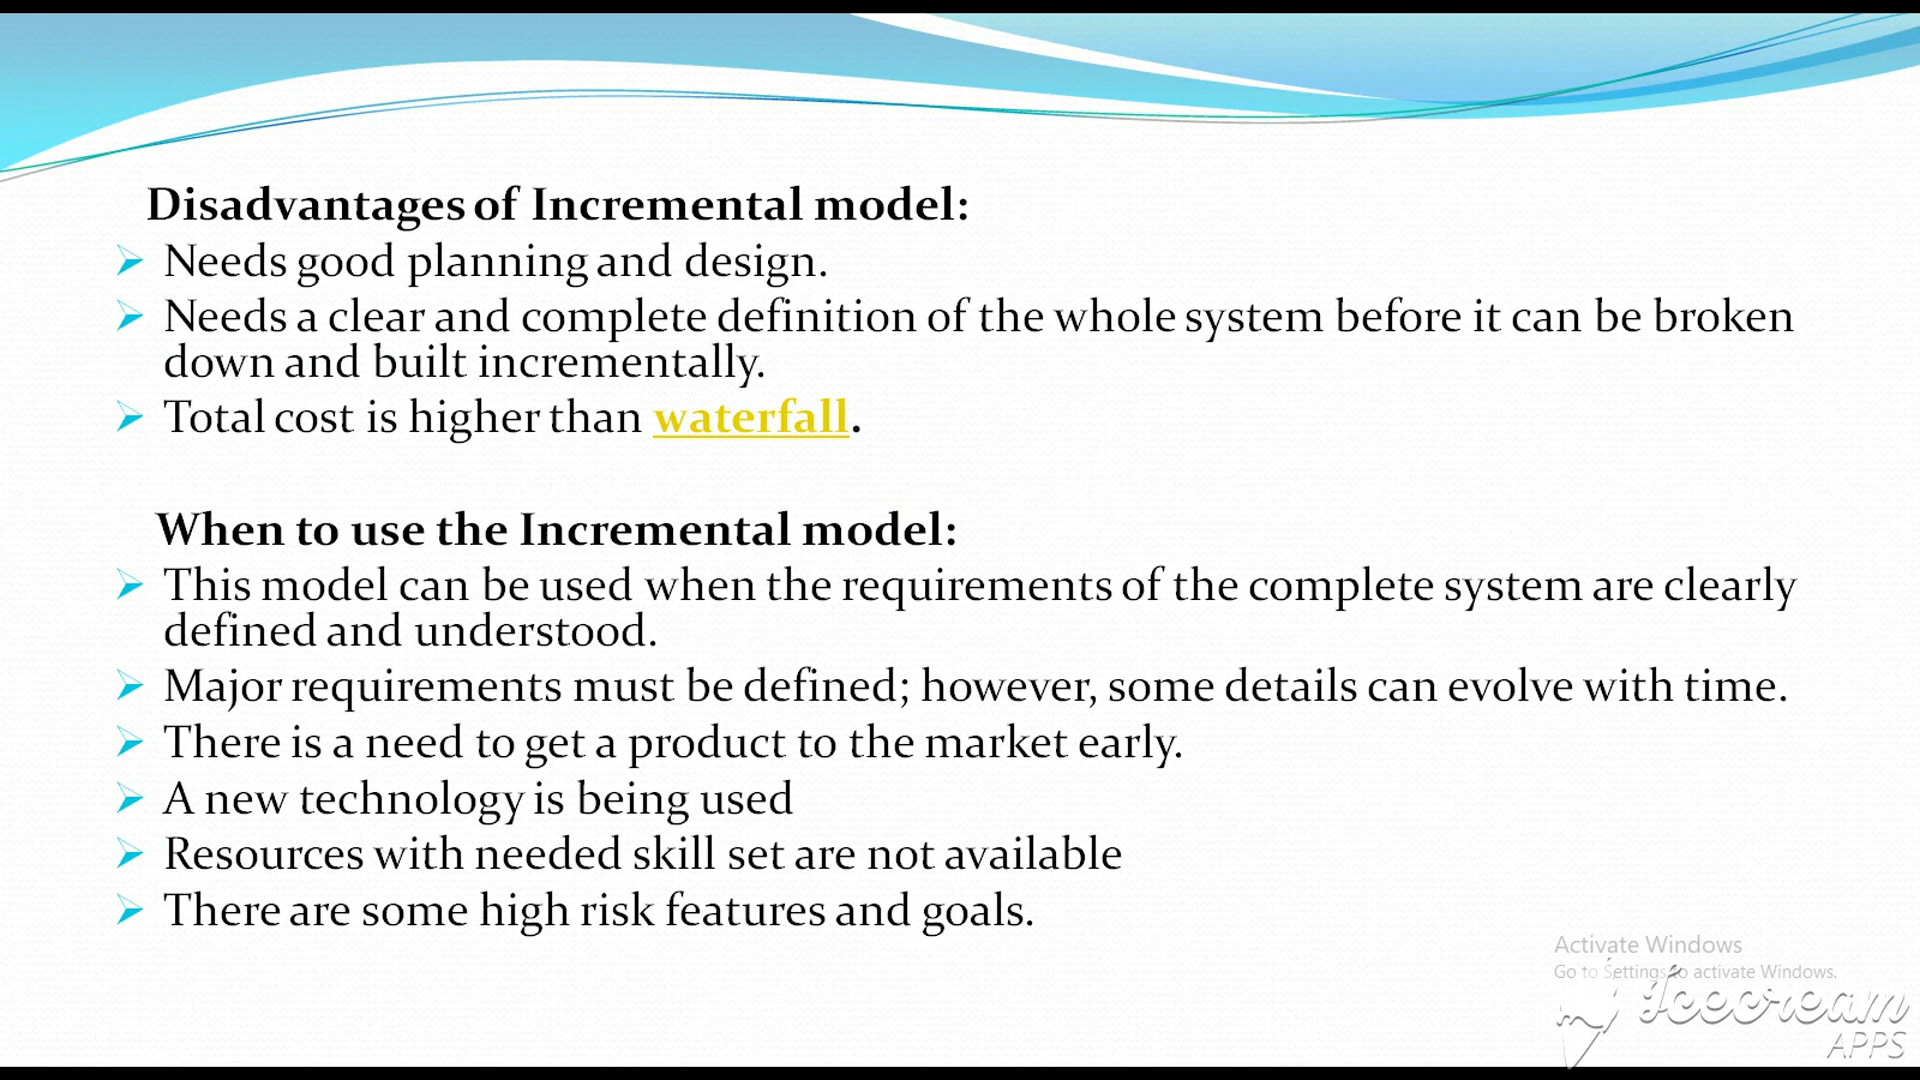 Disadvantages of Incremental model:
Needs good planning and design.
Needs a clear and complete definition of the whole system before it can be broken
down and built incrementally.
Total cost is higher than waterfall.
When to use the Incremental model:
This model can be used when the requirements of the complete system are clearly
defined and understood.
Major requirements must be defined; however, some details can evolve with time.
There is a need to get a product to the market early.
A new technology is being used
Resources with needed skill set are not available
There are some high risk features and goals.
Activate Windows
Go to Settings to activate Windows.
Icecream
APPS